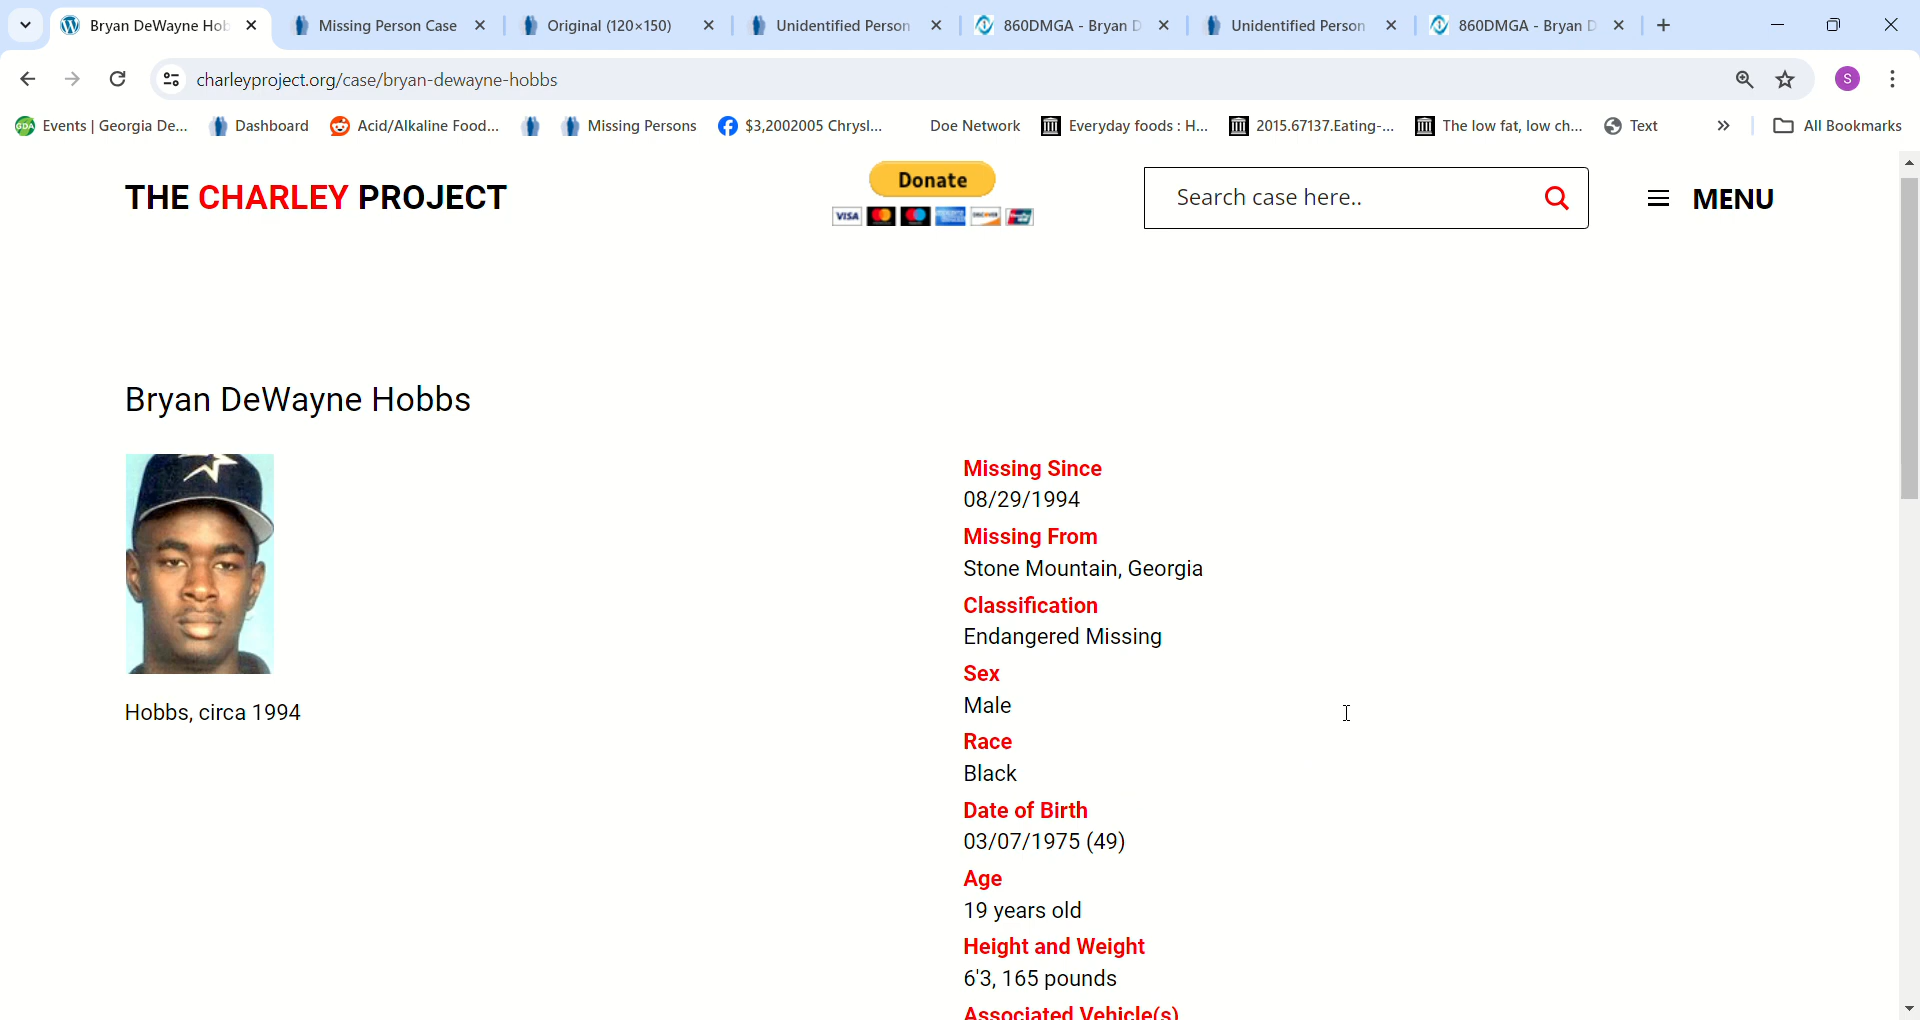 Bryan DeWayne Hob
Missing Person Case
Original (120×150)
Unidentified Person
860DMGA - Bryan D
Unidentified Person
860DMGA - Bryan D
charleyproject.org/case/bryan-dewayne-hobbs
S
Events | Georgia De...
Dashboard
Acid/Alkaline Food...
Missing Persons
$3,2002005 Chrysl...
Doe Network
Everyday foods : H...
2015.67137.Eating-...
The low fat, low ch...
Text
All Bookmarks
THE CHARLEY PROJECT
Donate
VISA
Search case here..
MENU
Bryan DeWayne Hobbs
Hobbs, circa 1994
Missing Since
08/29/1994
Missing From
Stone Mountain, Georgia
Classification
Endangered Missing
Sex
Male
Race
Black
Date of Birth
03/07/1975 (49)
Age
19 years old
Height and Weight
6'3, 165 pounds
Associated Vehicle(s)